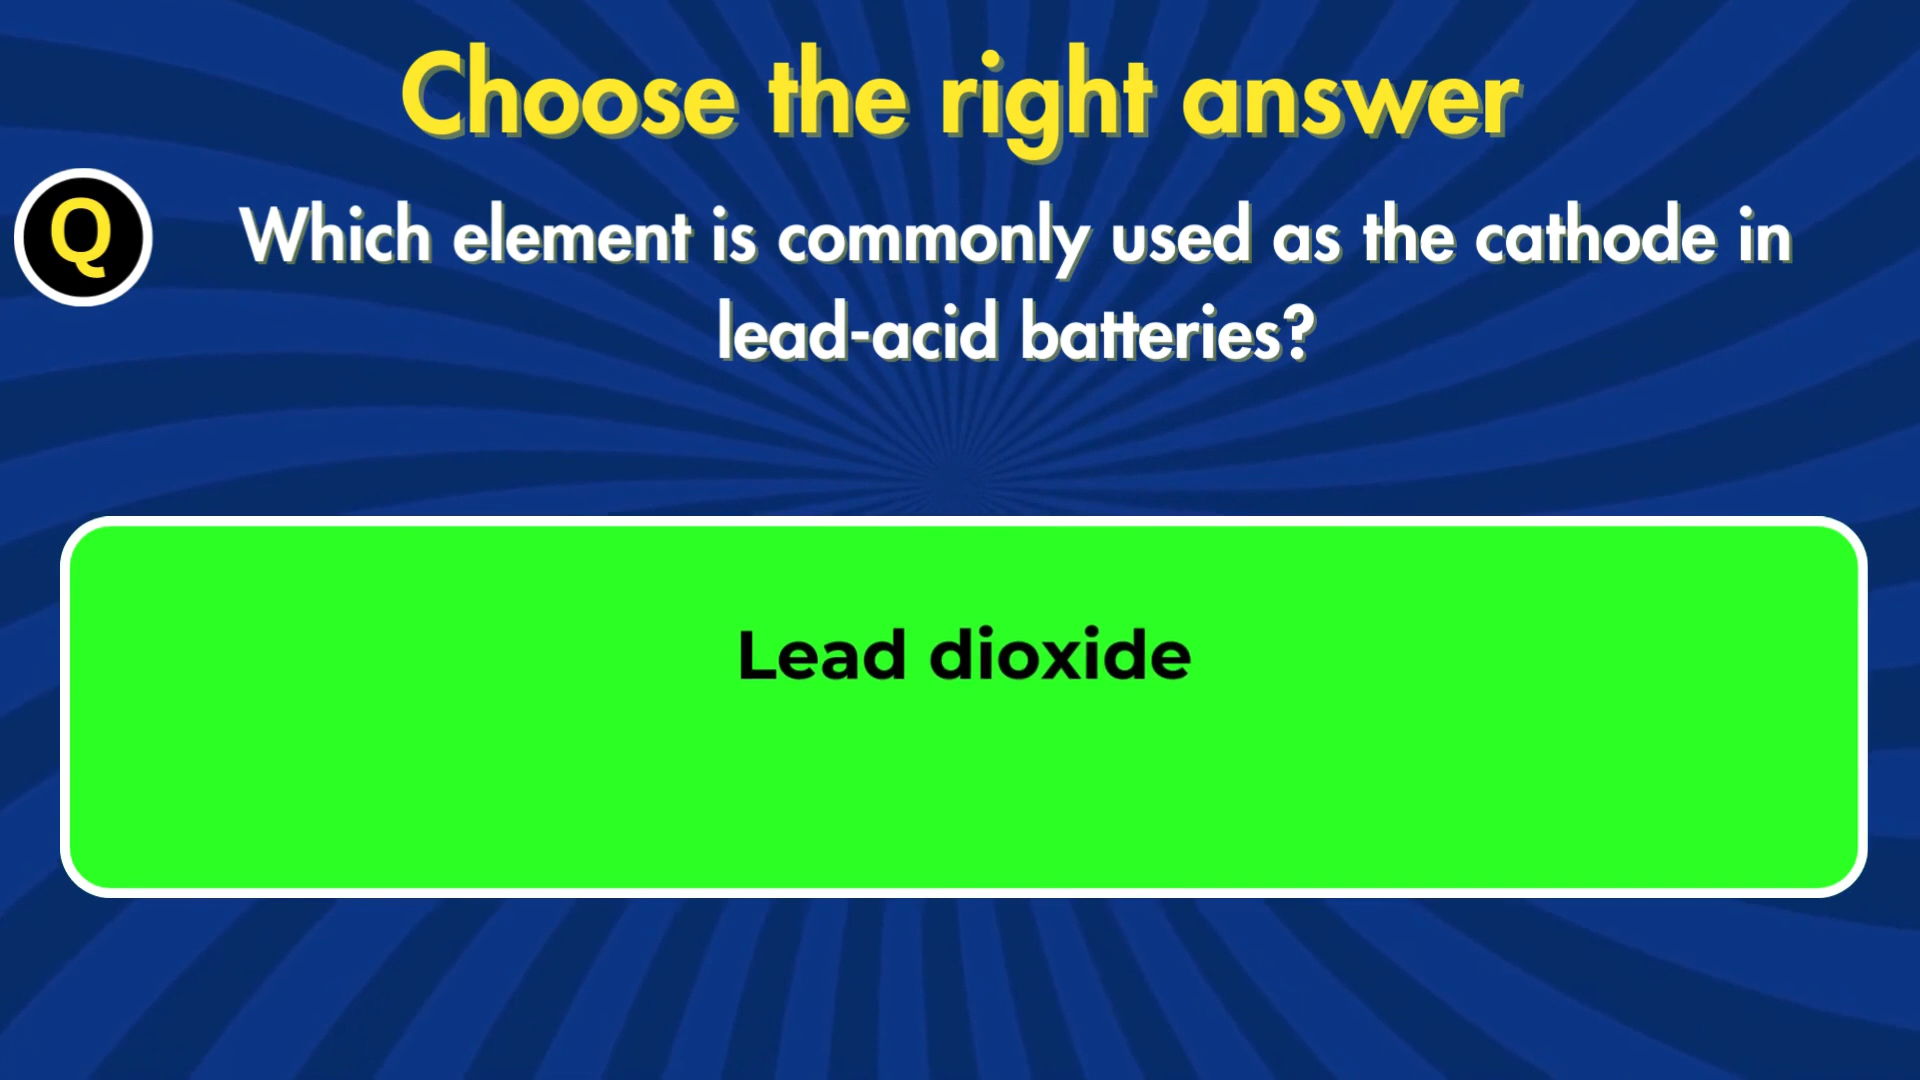 Choose the right answer
Q
Which element is commonly used as the cathode in
lead-acid batteries?
Lead dioxide